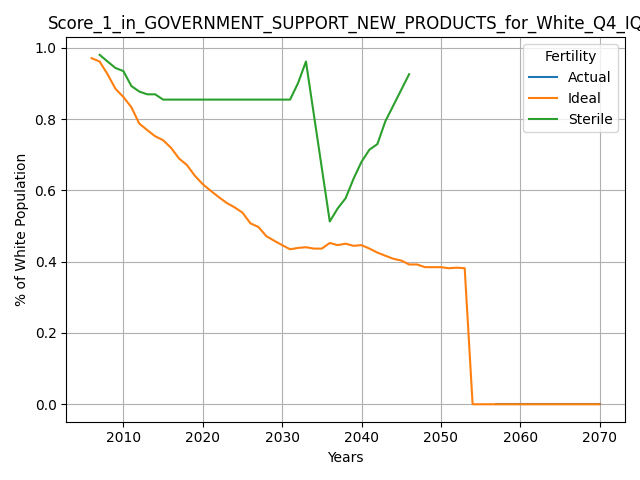 Score_1_in_GOVERNMENT_SUPPORT_NEW_PRODUCTS_for_White_Q4_IQ
Fertility
Actual
Ideal
Sterile
% of White Population
1.0
0.8
0.6
0.4
0.2
0.0
2010 2020 2030 2040 2050 2060 2070
Years